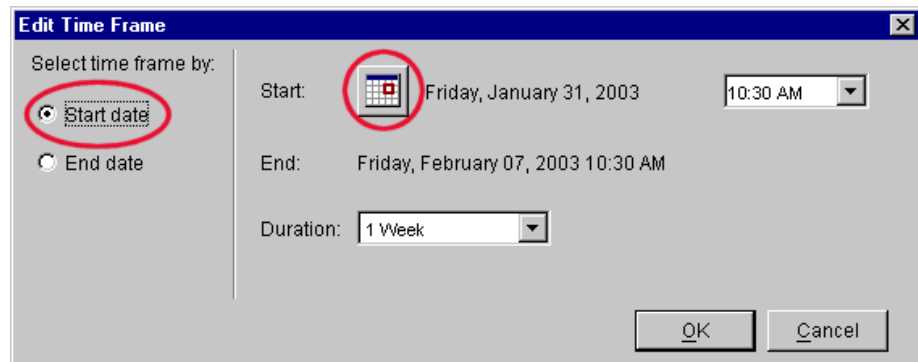 Edit Time Frame
Select time frame by:
Start date
End date
Start: Friday, January 31, 2003 10:30 AM
End: Friday, February 07, 2003 10:30 AM
Duration: 1 Week
OK Cancel